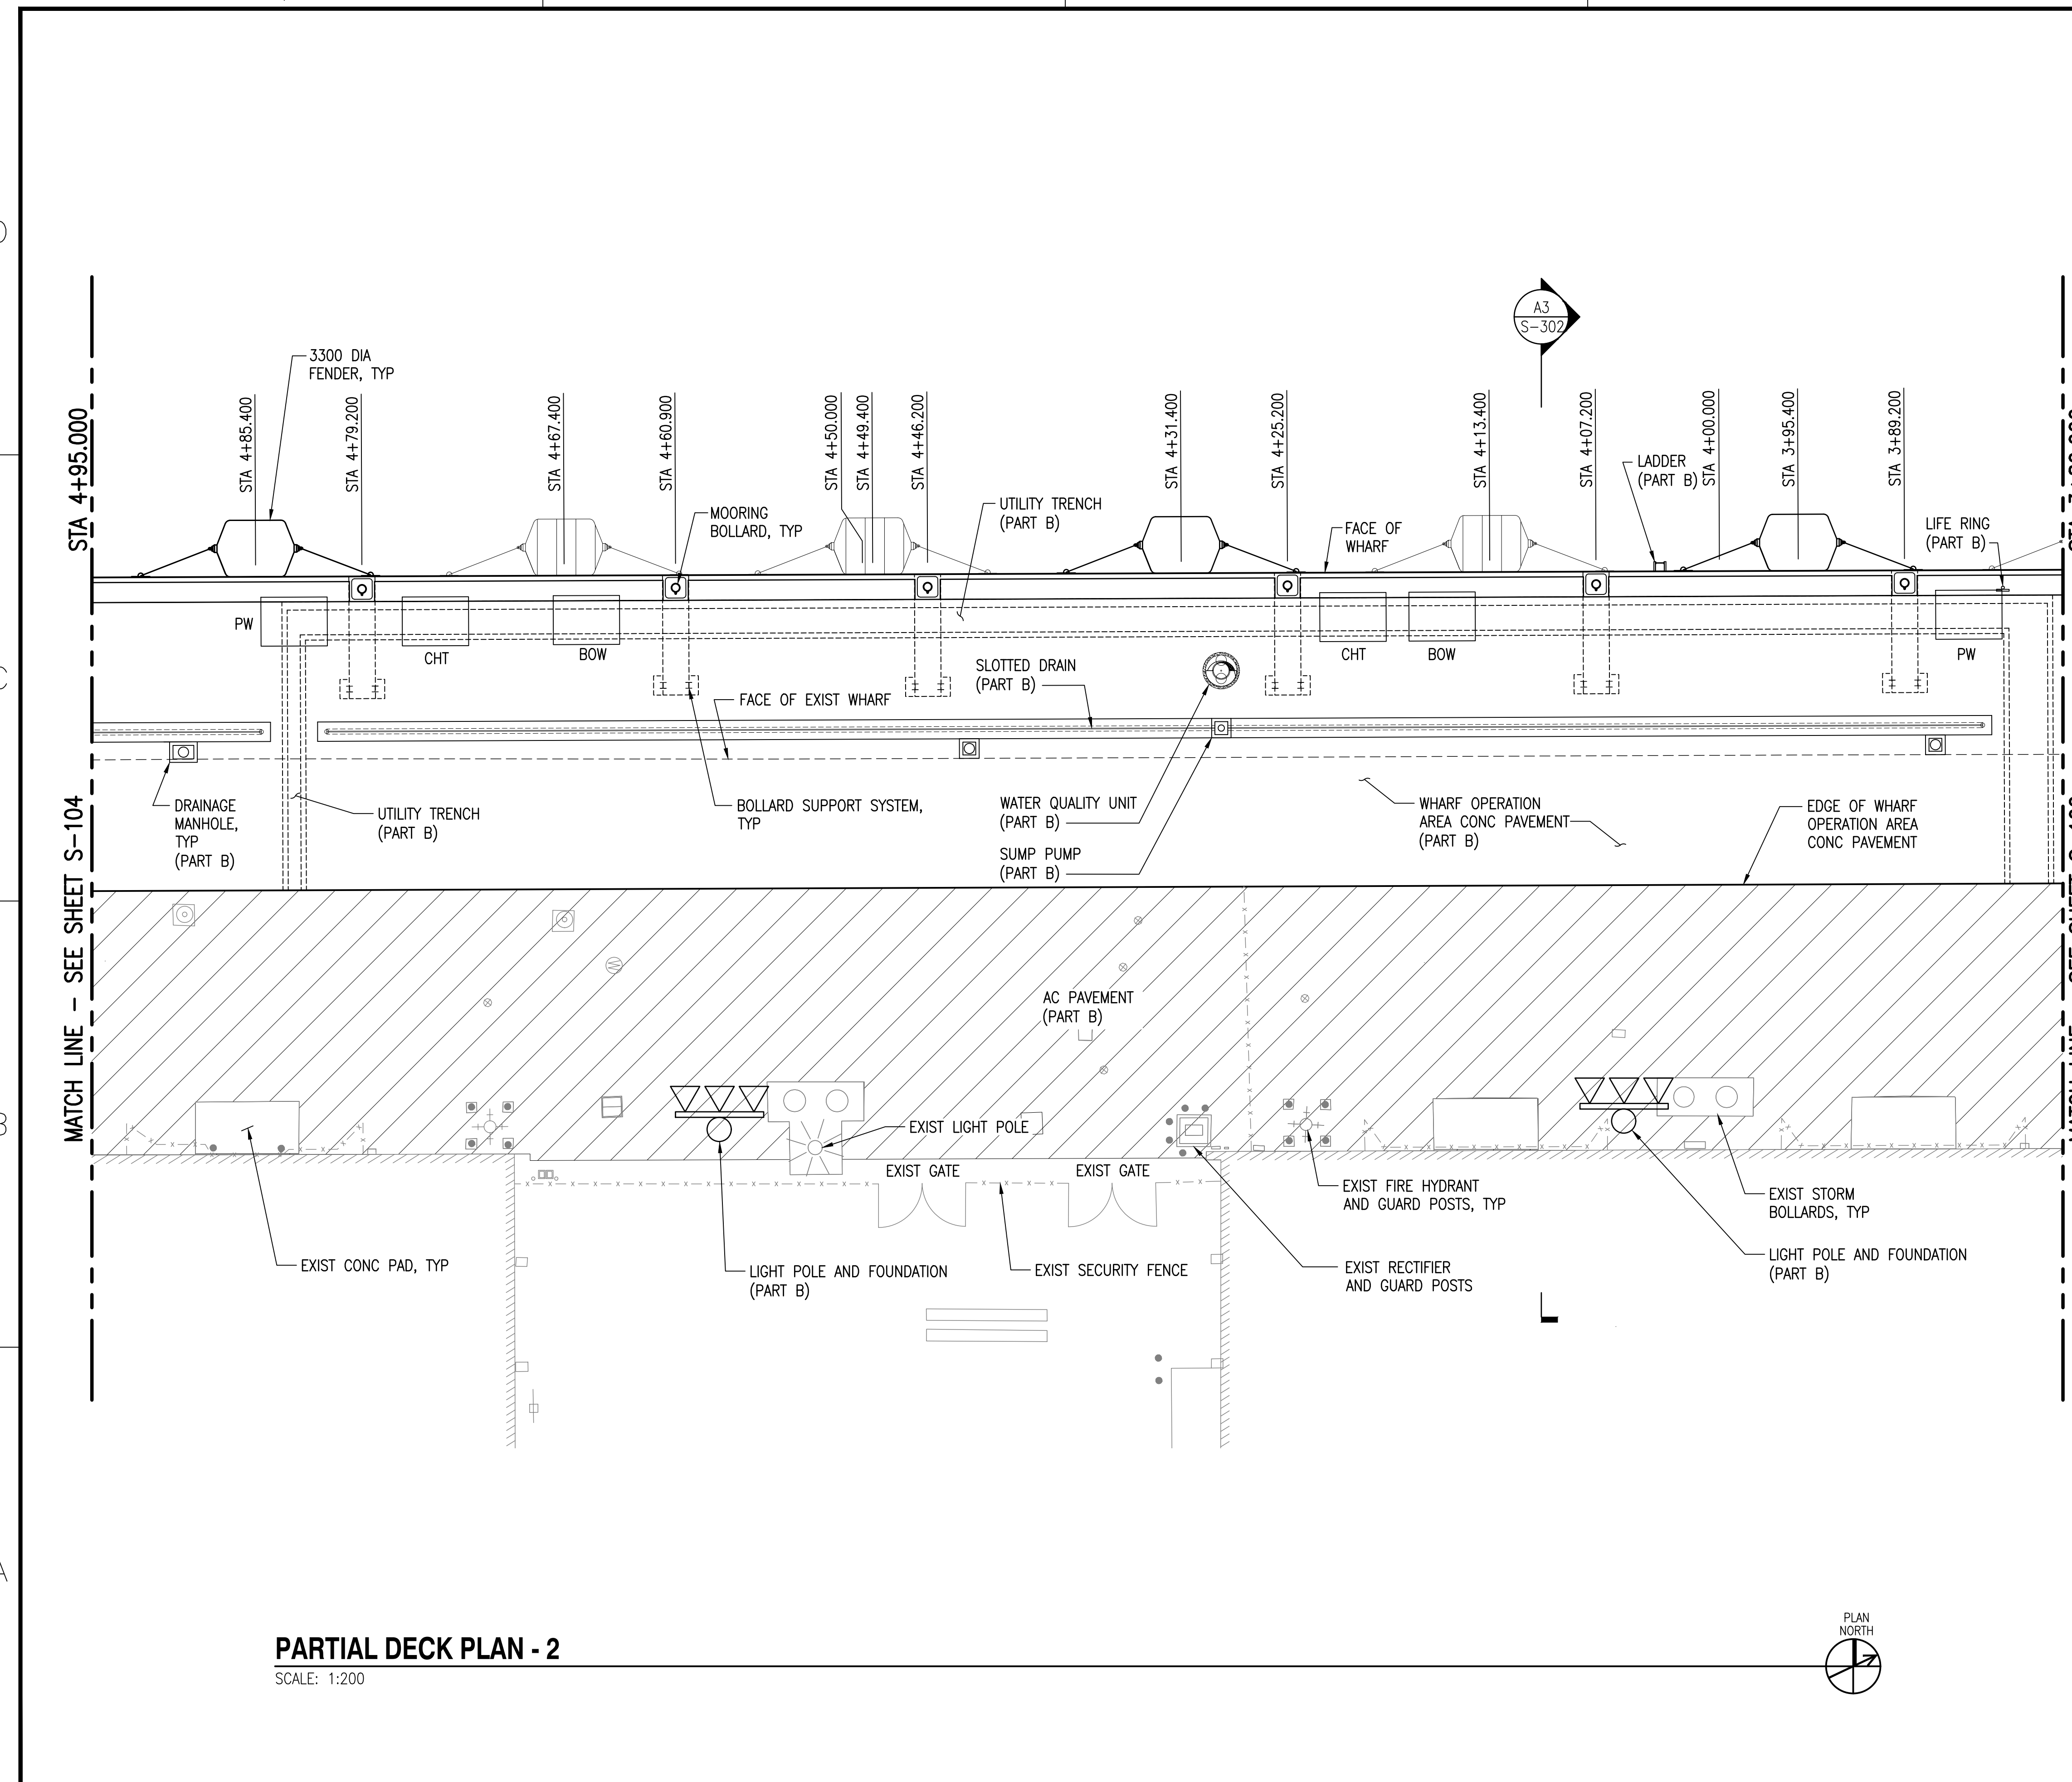 D
C
B
A
A3
S-302
3300 DIA
FENDER, TYP
STA 4+95.000
STA 4+85.400
STA 4+79.200
STA 4+67.400
STA 4+60.900
STA 4+50.000
STA 4+49.400
STA 4+46.200
STA 4+31.400
STA 4+25.200
STA 4+13.400
STA 4+07.200
STA 4+00.000
STA 3+95.400
STA 3+89.200
LADDER
(PART B)
MOORING
BOLLARD, TYP
UTILITY TRENCH
(PART B)
FACE OF
WHARF
LIFE RING
(PART B)
PW
CHT
BOW
CHT
BOW
PW
SLOTTED DRAIN
(PART B)
FACE OF EXIST WHARF
DRAINAGE
MANHOLE,
TYP
(PART B)
UTILITY TRENCH
(PART B)
BOLLARD SUPPORT SYSTEM,
TYP
WATER QUALITY UNIT
(PART B)
SUMP PUMP
(PART B)
WHARF OPERATION
AREA CONC PAVEMENT
(PART B)
EDGE OF WHARF
OPERATION AREA
CONC PAVEMENT
MATCH LINE - SEE SHEET S-104
AC PAVEMENT
(PART B)
EXIST LIGHT POLE
EXIST GATE
EXIST GATE
EXIST FIRE HYDRANT
AND GUARD POSTS, TYP
EXIST STORM
BOLLARDS, TYP
EXIST CONC PAD, TYP
LIGHT POLE AND FOUNDATION
(PART B)
EXIST SECURITY FENCE
EXIST RECTIFIER
AND GUARD POSTS
LIGHT POLE AND FOUNDATION
(PART B)
PARTIAL DECK PLAN - 2
SCALE: 1:200
PLAN
NORTH